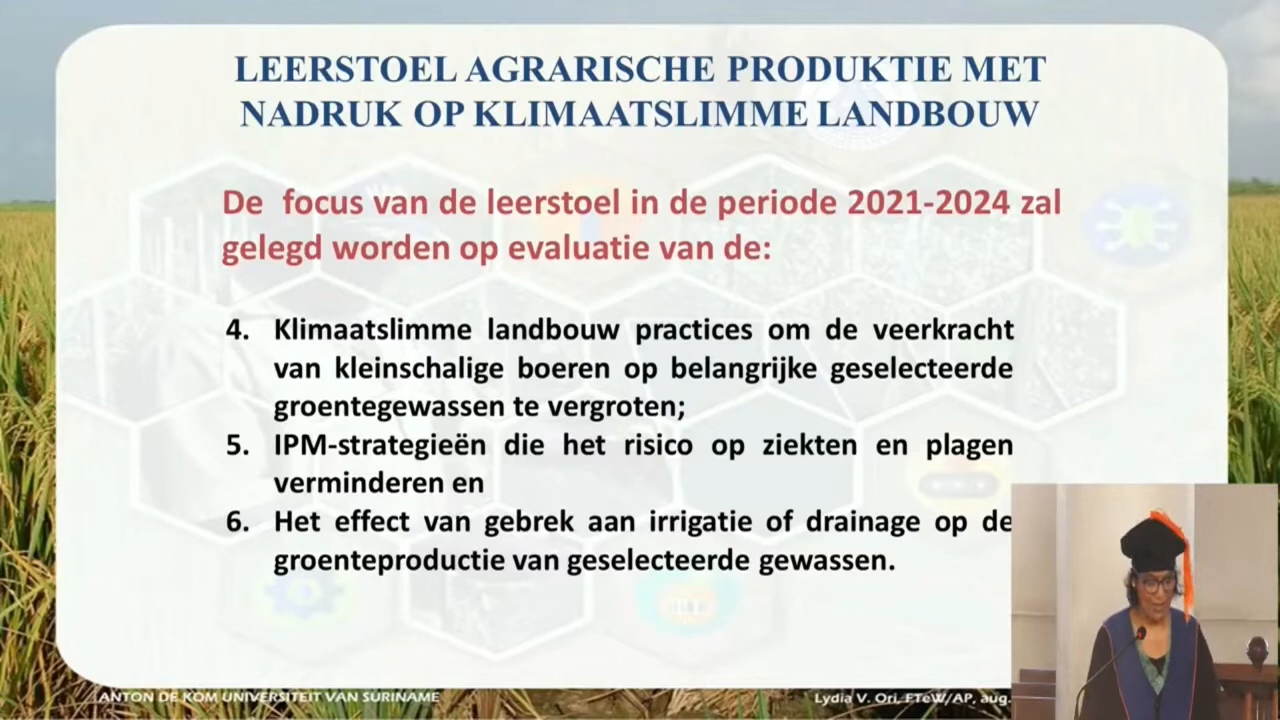 LEERSTOEL AGRARISCHE PRODUKTIE MET
NADRUK OP KLIMAATSLIMME LANDBOUW
De focus van de leerstoel in de periode 2021-2024 zal
gelegd worden op evaluatie van de:
4. Klimaatslimme landbouw practices om de veerkracht
van kleinschalige boeren op belangrijke geselecteerde
groentegewassen te vergroten;
5. IPM-strategieën die het risico op ziekten en plagen
verminderen en
6. Het effect van gebrek aan irrigatie of drainage op de
groenteproductie van geselecteerde gewassen.
ANTON DE KOM UNIVERSITEIT VAN SURINAME
Lydia V. Ori, FTeW/AP, aug.